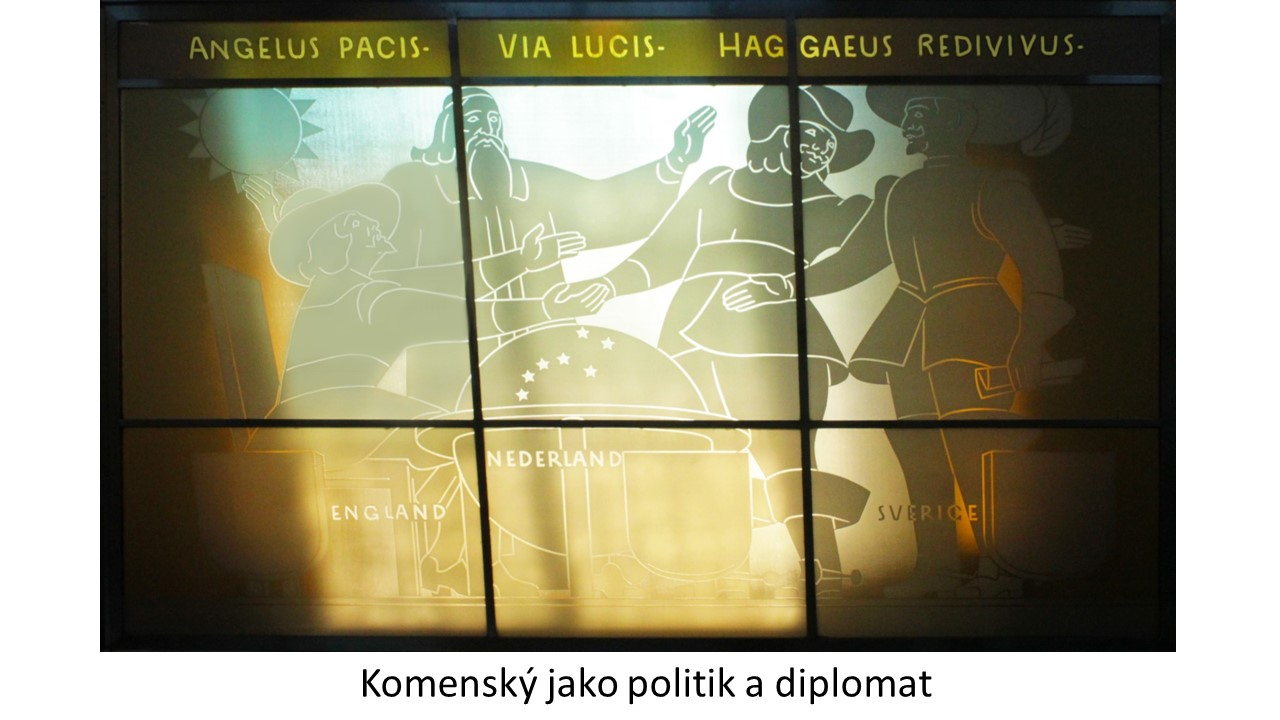 ANGELUS PACIS· VIA LUCIS· HAGGAEUS REDIVIVUS·
NEDERLAND
ENGLAND SVERIGE
Komenský jako politik a diplomat